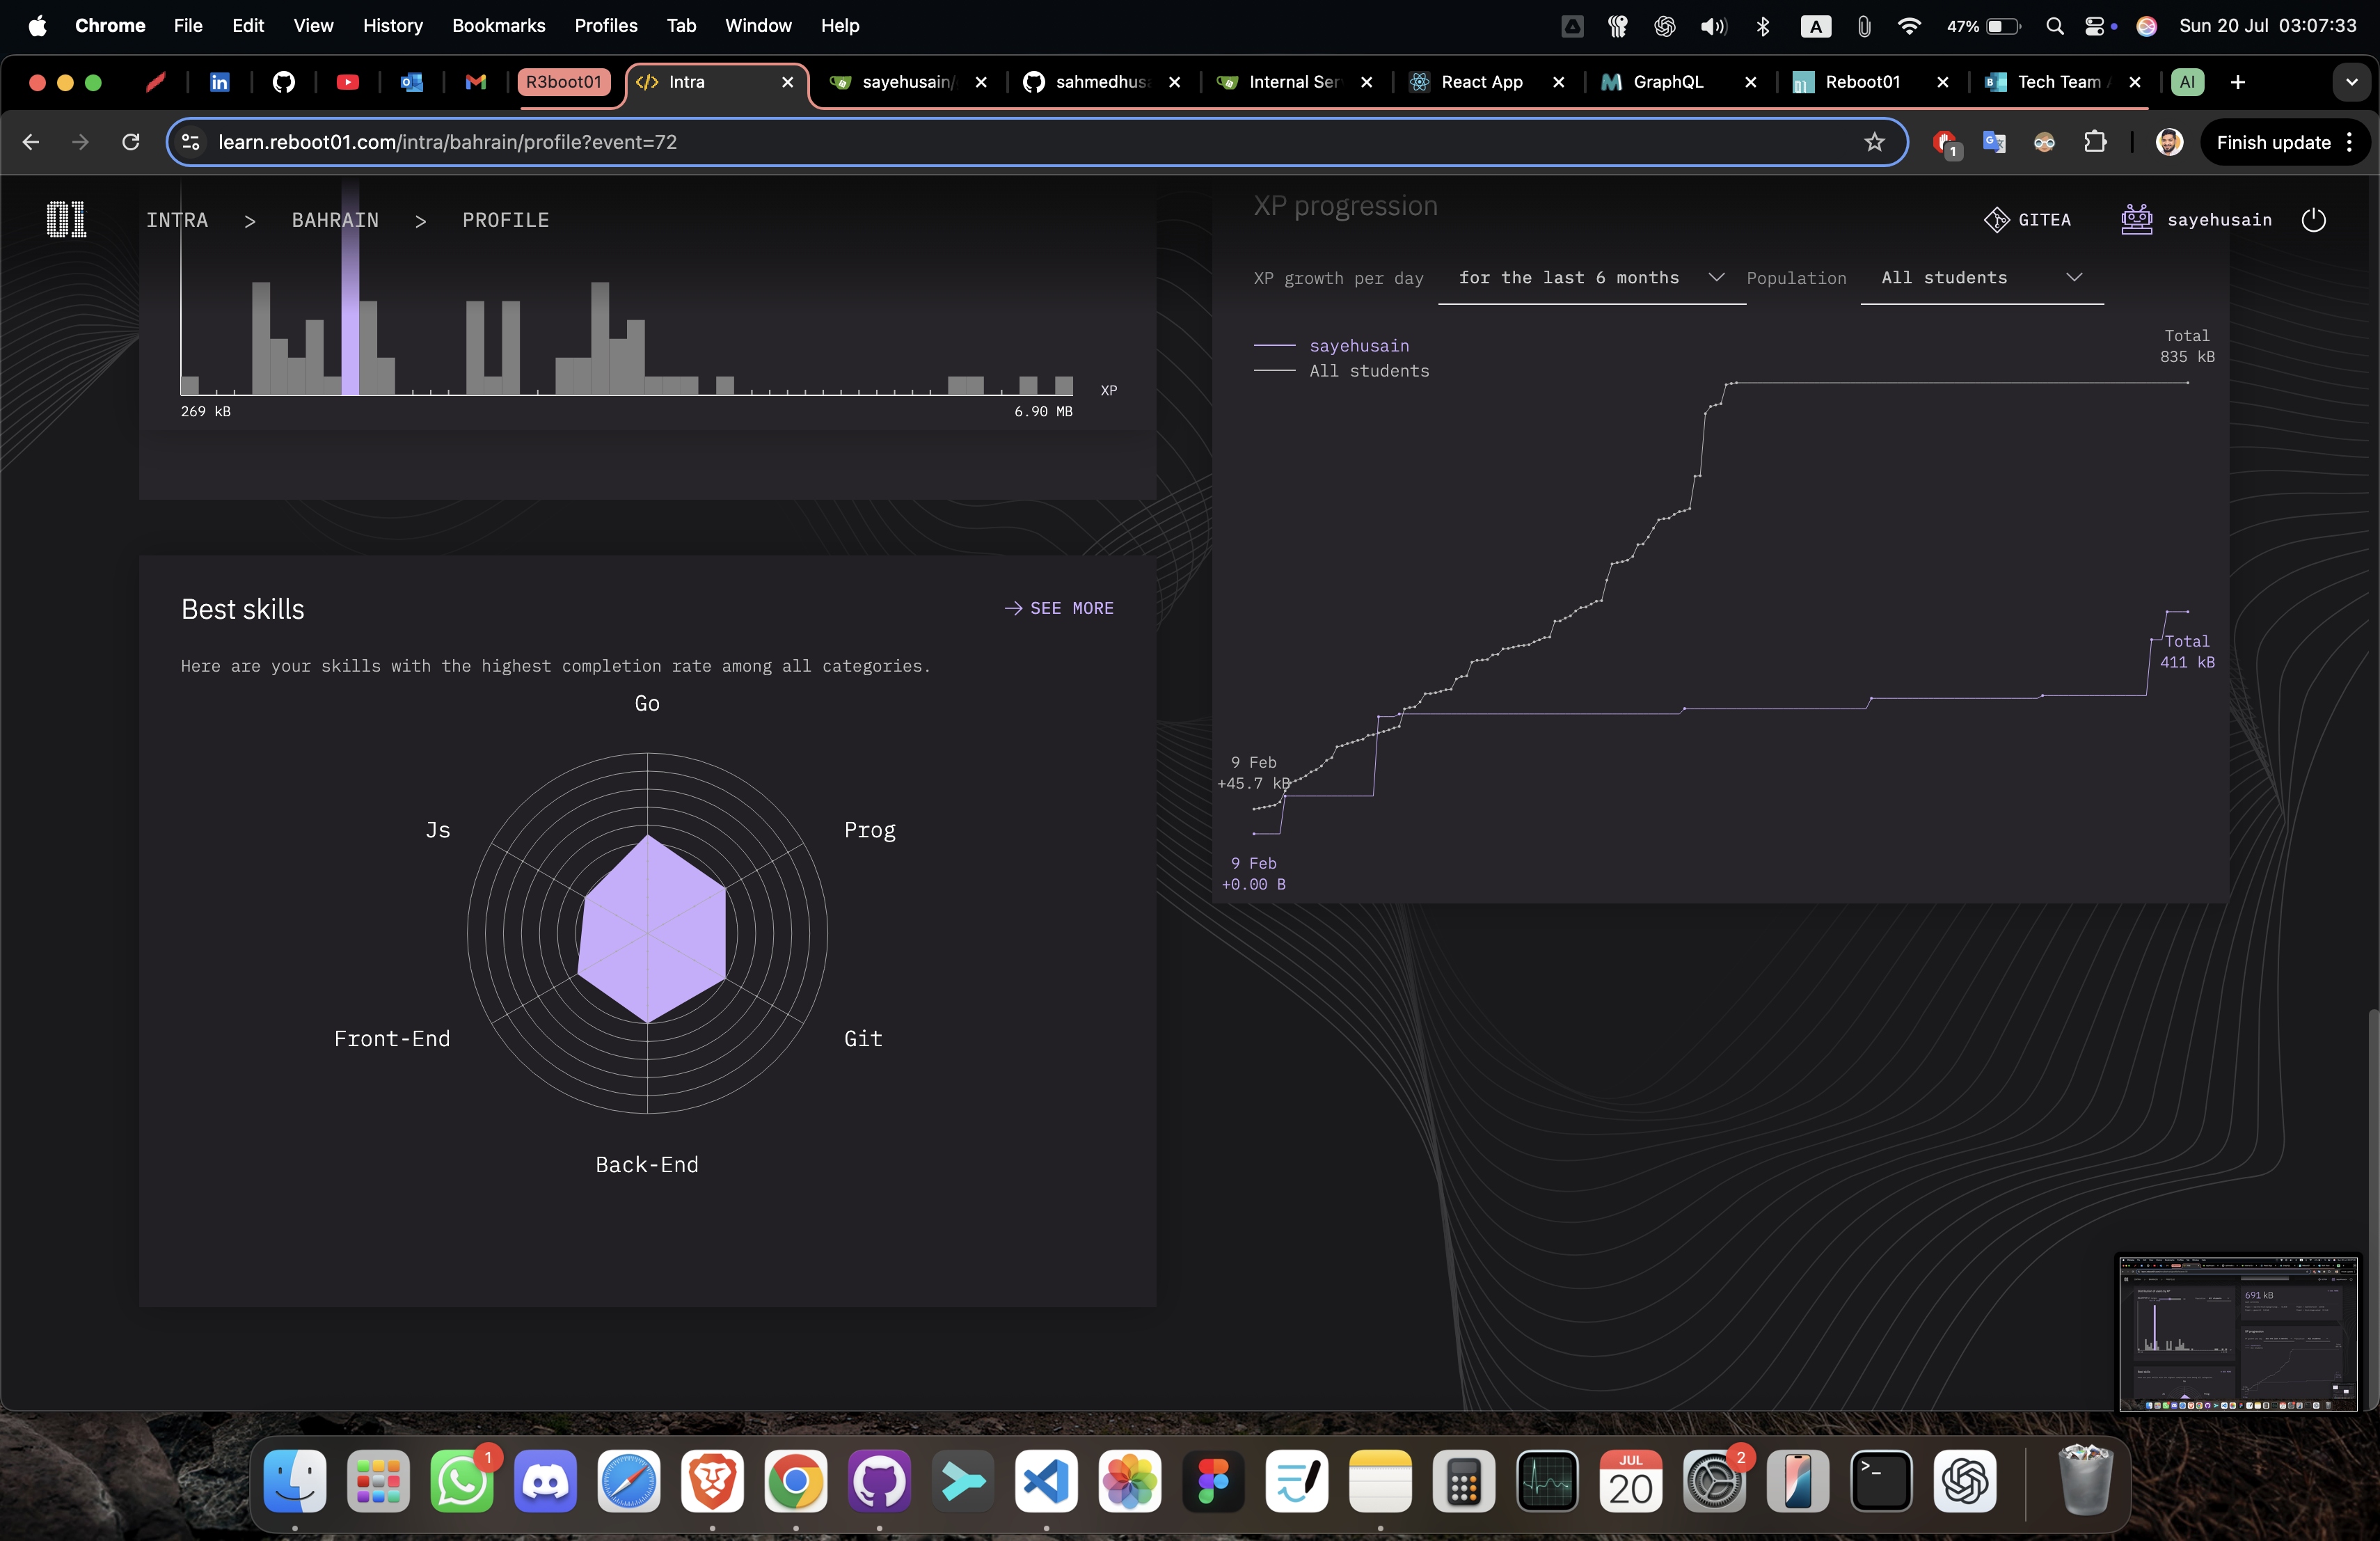 Chrome File Edit View History Bookmarks Profiles Tab Window Help
A 47% Sun 20 Jul 03:07:33
R3boot01 Intra sayehusain/ sahmedhusa Internal Ser React App GraphQL Reboot01 Tech Team AI
learn.reboot01.com/intra/bahrain/profile?event=72
1
Finish update
01 INTRA > BAHRAIN > PROFILE
GITEA sayehusain
XP
269 kB 6.90 MB
Best skills
SEE MORE
Here are your skills with the highest completion rate among all categories.
Go
Js Prog
Front-End Git
Back-End
XP progression
XP growth per day for the last 6 months Population All students
sayehusain
All students
Total
835 kB
Total
411 kB
9 Feb
+45.7 kB
9 Feb
+0.00 B
691 kB
1
JUL
20
2